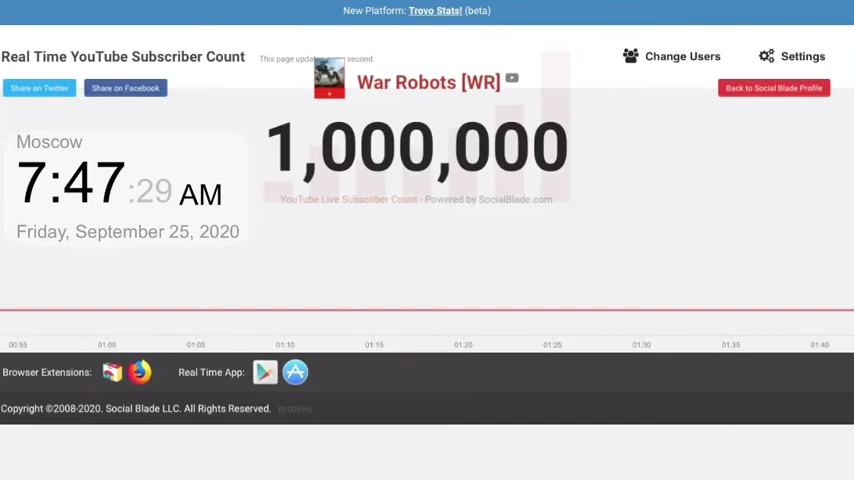 New Platform: Trovo Stats! (beta)
Real Time YouTube Subscriber Count
This page updates every second.
Change Users
Settings
War Robots [WR]
Share on Twitter
Share on Facebook
Back to Social Blade Profile
1,000,000
Moscow
7:47:29 AM
Friday, September 25, 2020
YouTube Live Subscriber Count - Powered by SocialBlade.com
00:55 01:00 01:05 01:10 01:15 01:20 01:25 01:30 01:35 01:40
Browser Extensions:
Real Time App:
Copyright ©2008-2020. Social Blade LLC. All Rights Reserved. (0.0059s)